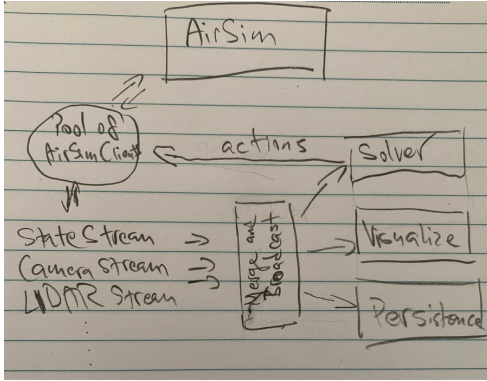 AirSim
Pool of
AirSimClient
actions
Solver
State Stream
Camera Stream
LIDAR Stream
Merge and
Broadcast
Visualize
Persistence